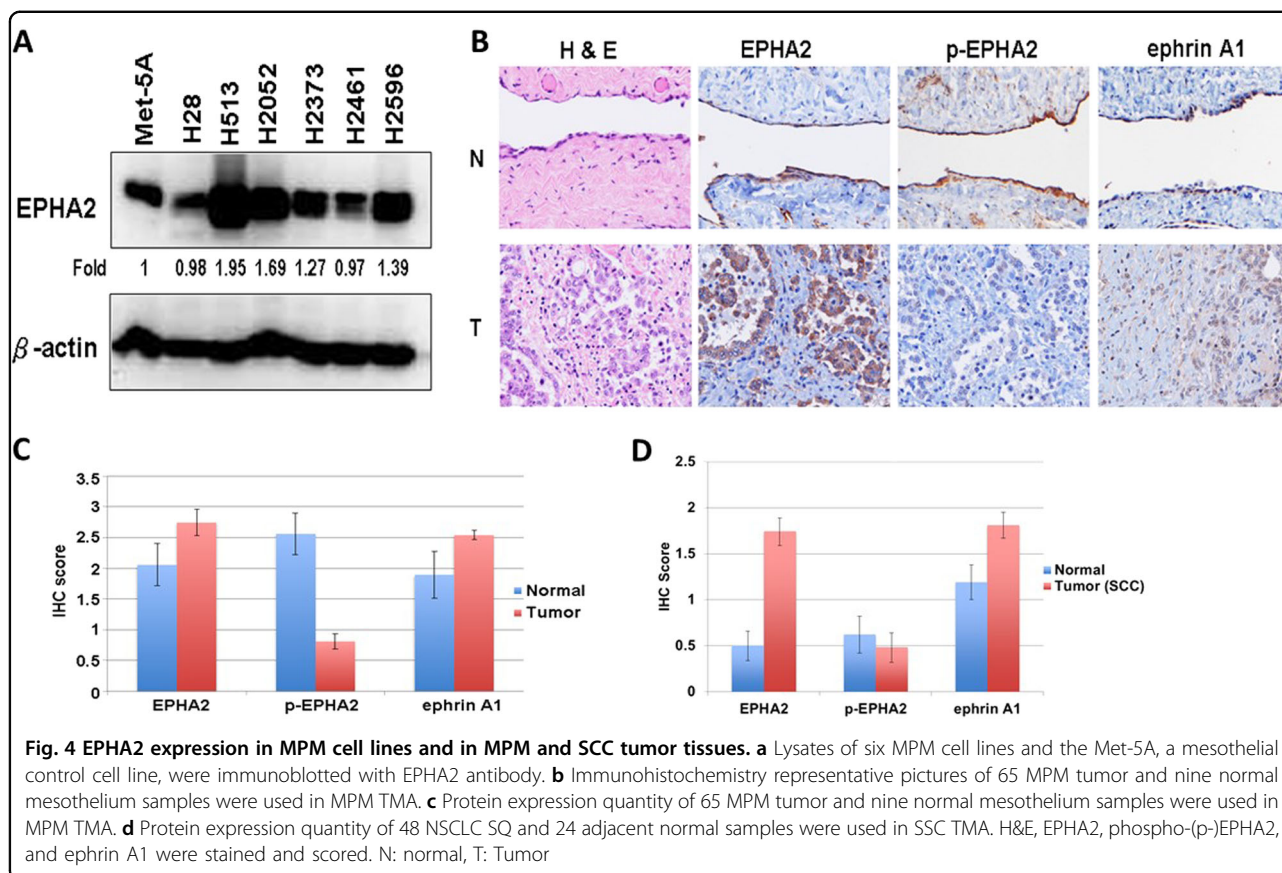 A
Met-5A
H28
H513
H2052
H2373
H2461
H2596
EPHA2
Fold 1 0.98 1.95 1.69 1.27 0.97 1.39
β-actin
B
H & E EPHA2 p-EPHA2 ephrin A1
N
T
C
3.5
3
2.5
2
1.5
1
0.5
0
IHC score
EPHA2 p-EPHA2 ephrin A1
Normal
Tumor
D
2.5
2
1.5
1
0.5
0
IHC Score
EPHA2 p-EPHA2 ephrin A1
Normal
Tumor (SCC)
Fig. 4 EPHA2 expression in MPM cell lines and in MPM and SCC tumor tissues. a Lysates of six MPM cell lines and the Met-5A, a mesothelial
control cell line, were immunoblotted with EPHA2 antibody. b Immunohistochemistry representative pictures of 65 MPM tumor and nine normal
mesothelium samples were used in MPM TMA. c Protein expression quantity of 65 MPM tumor and nine normal mesothelium samples were used in
MPM TMA. d Protein expression quantity of 48 NSCLC SQ and 24 adjacent normal samples were used in SSC TMA. H&E, EPHA2, phospho-(p-)EPHA2,
and ephrin A1 were stained and scored. N: normal, T: Tumor